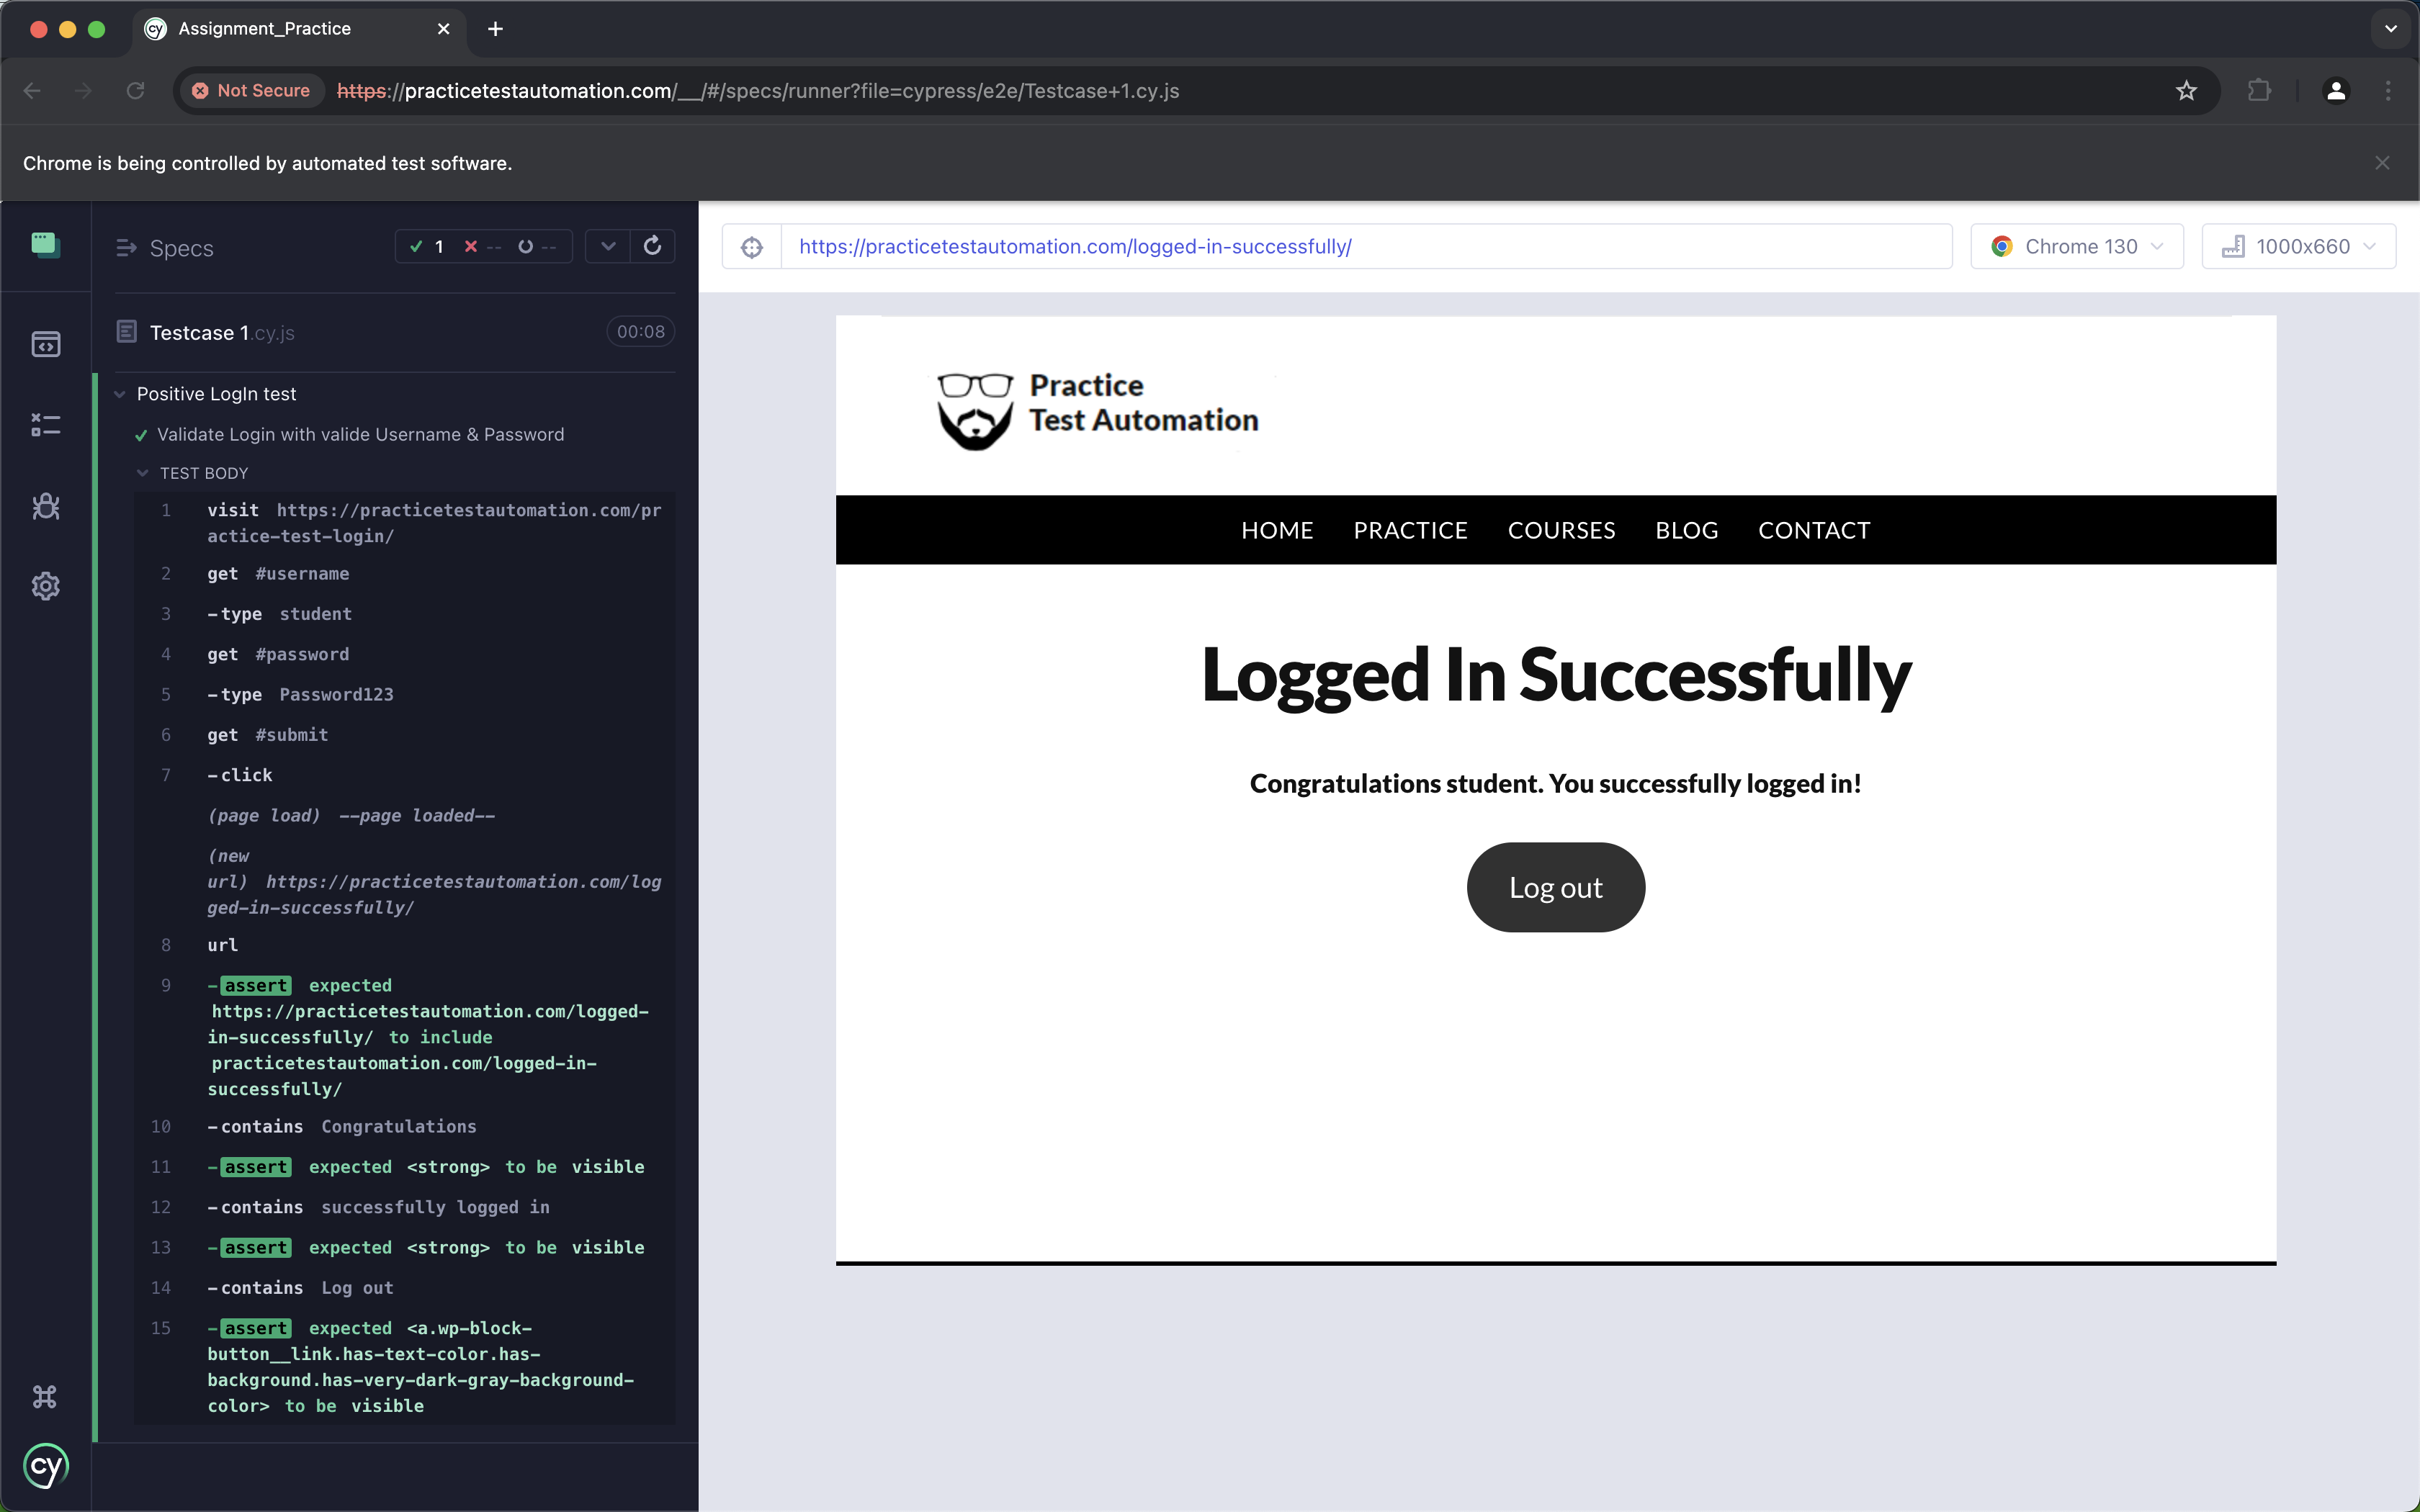 Assignment_Practice
Not Secure https://practicetestautomation.com/__/#/specs/runner?file=cypress/e2e/Testcase+1.cy.js
Chrome is being controlled by automated test software.
Specs
1 -- --
Testcase 1.cy.js
00:08
Positive LogIn test
Validate Login with valide Username & Password
TEST BODY
1 visit https://practicetestautomation.com/pr
actice-test-login/
2 get #username
3 -type student
4 get #password
5 -type Password123
6 get #submit
7 -click
(page load) --page loaded--
(new
url) https://practicetestautomation.com/log
ged-in-successfully/
8 url
9 -assert expected
https://practicetestautomation.com/logged-
in-successfully/ to include
practicetestautomation.com/logged-in-
successfully/
10 -contains Congratulations
11 -assert expected <strong> to be visible
12 -contains successfully logged in
13 -assert expected <strong> to be visible
14 -contains Log out
15 -assert expected <a.wp-block-
button__link.has-text-color.has-
background.has-very-dark-gray-background-
color> to be visible
cy
https://practicetestautomation.com/logged-in-successfully/
Chrome 130
1000x660
Practice
Test Automation
HOME PRACTICE COURSES BLOG CONTACT
Logged In Successfully
Congratulations student. You successfully logged in!
Log out